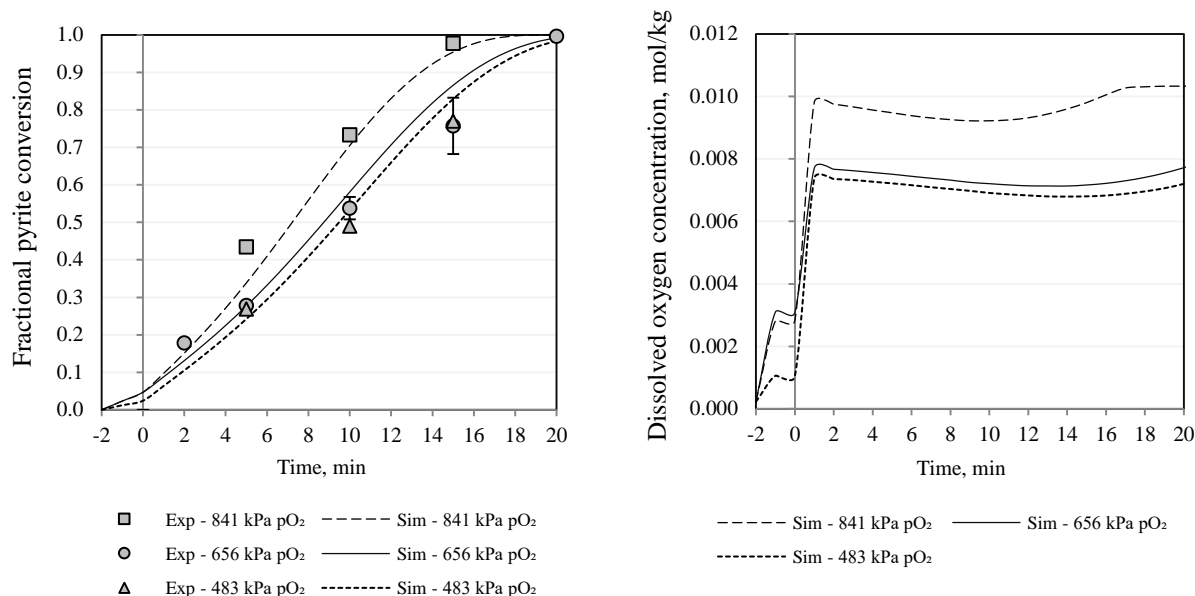 Fractional pyrite conversion
1.0
0.9
0.8
0.7
0.6
0.5
0.4
0.3
0.2
0.1
0.0
-2 0 2 4 6 8 10 12 14 16 18 20
Time, min
Exp - 841 kPa pO₂ Sim - 841 kPa pO₂
Exp - 656 kPa pO₂ Sim - 656 kPa pO₂
Exp - 483 kPa pO₂ Sim - 483 kPa pO₂
Dissolved oxygen concentration, mol/kg
0.012
0.010
0.008
0.006
0.004
0.002
0.000
-2 0 2 4 6 8 10 12 14 16 18 20
Time, min
Sim - 841 kPa pO₂ Sim - 656 kPa pO₂
Sim - 483 kPa pO₂